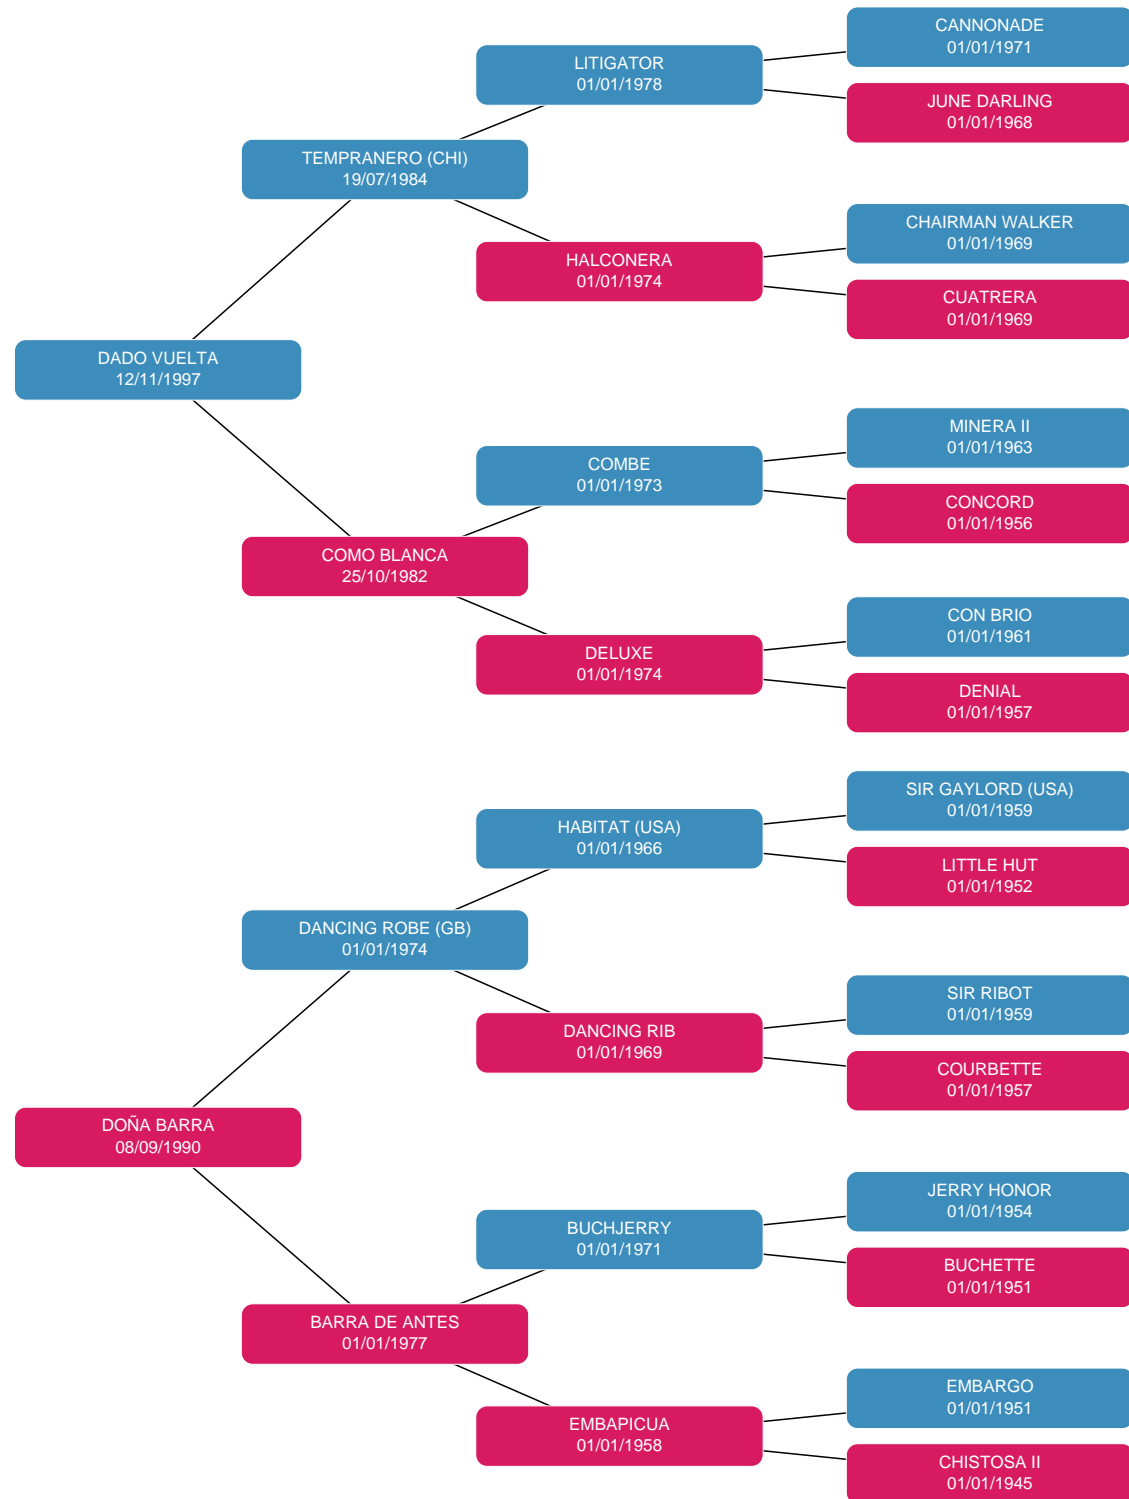 CANNONADE
01/01/1971
LITIGATOR
01/01/1978
JUNE DARLING
01/01/1968
TEMPRANERO (CHI)
19/07/1984
CHAIRMAN WALKER
01/01/1969
HALCONERA
01/01/1974
CUATRERA
01/01/1969
DADO VUELTA
12/11/1997
MINERA II
01/01/1963
COMBE
01/01/1973
CONCORD
01/01/1956
COMO BLANCA
25/10/1982
CON BRIO
01/01/1961
DELUXE
01/01/1974
DENIAL
01/01/1957
SIR GAYLORD (USA)
01/01/1959
HABITAT (USA)
01/01/1966
LITTLE HUT
01/01/1952
DANCING ROBE (GB)
01/01/1974
SIR RIBOT
01/01/1959
DANCING RIB
01/01/1969
COURBETTE
01/01/1957
DOÑA BARRA
08/09/1990
JERRY HONOR
01/01/1954
BUCHJERRY
01/01/1971
BUCHETTE
01/01/1951
BARRA DE ANTES
01/01/1977
EMBARGO
01/01/1951
EMBAPICUA
01/01/1958
CHISTOSA II
01/01/1945